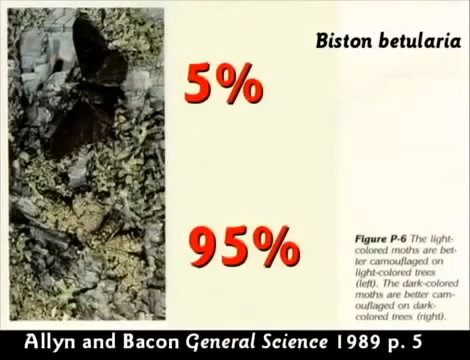 Biston betularia
5%
95%
Figure P-6 The light-
colored moths are bet-
ter camouflaged on
light-colored trees
(left). The dark-colored
moths are better cam-
ouflaged on dark-
colored trees (right).
Allyn and Bacon General Science 1989 p. 5